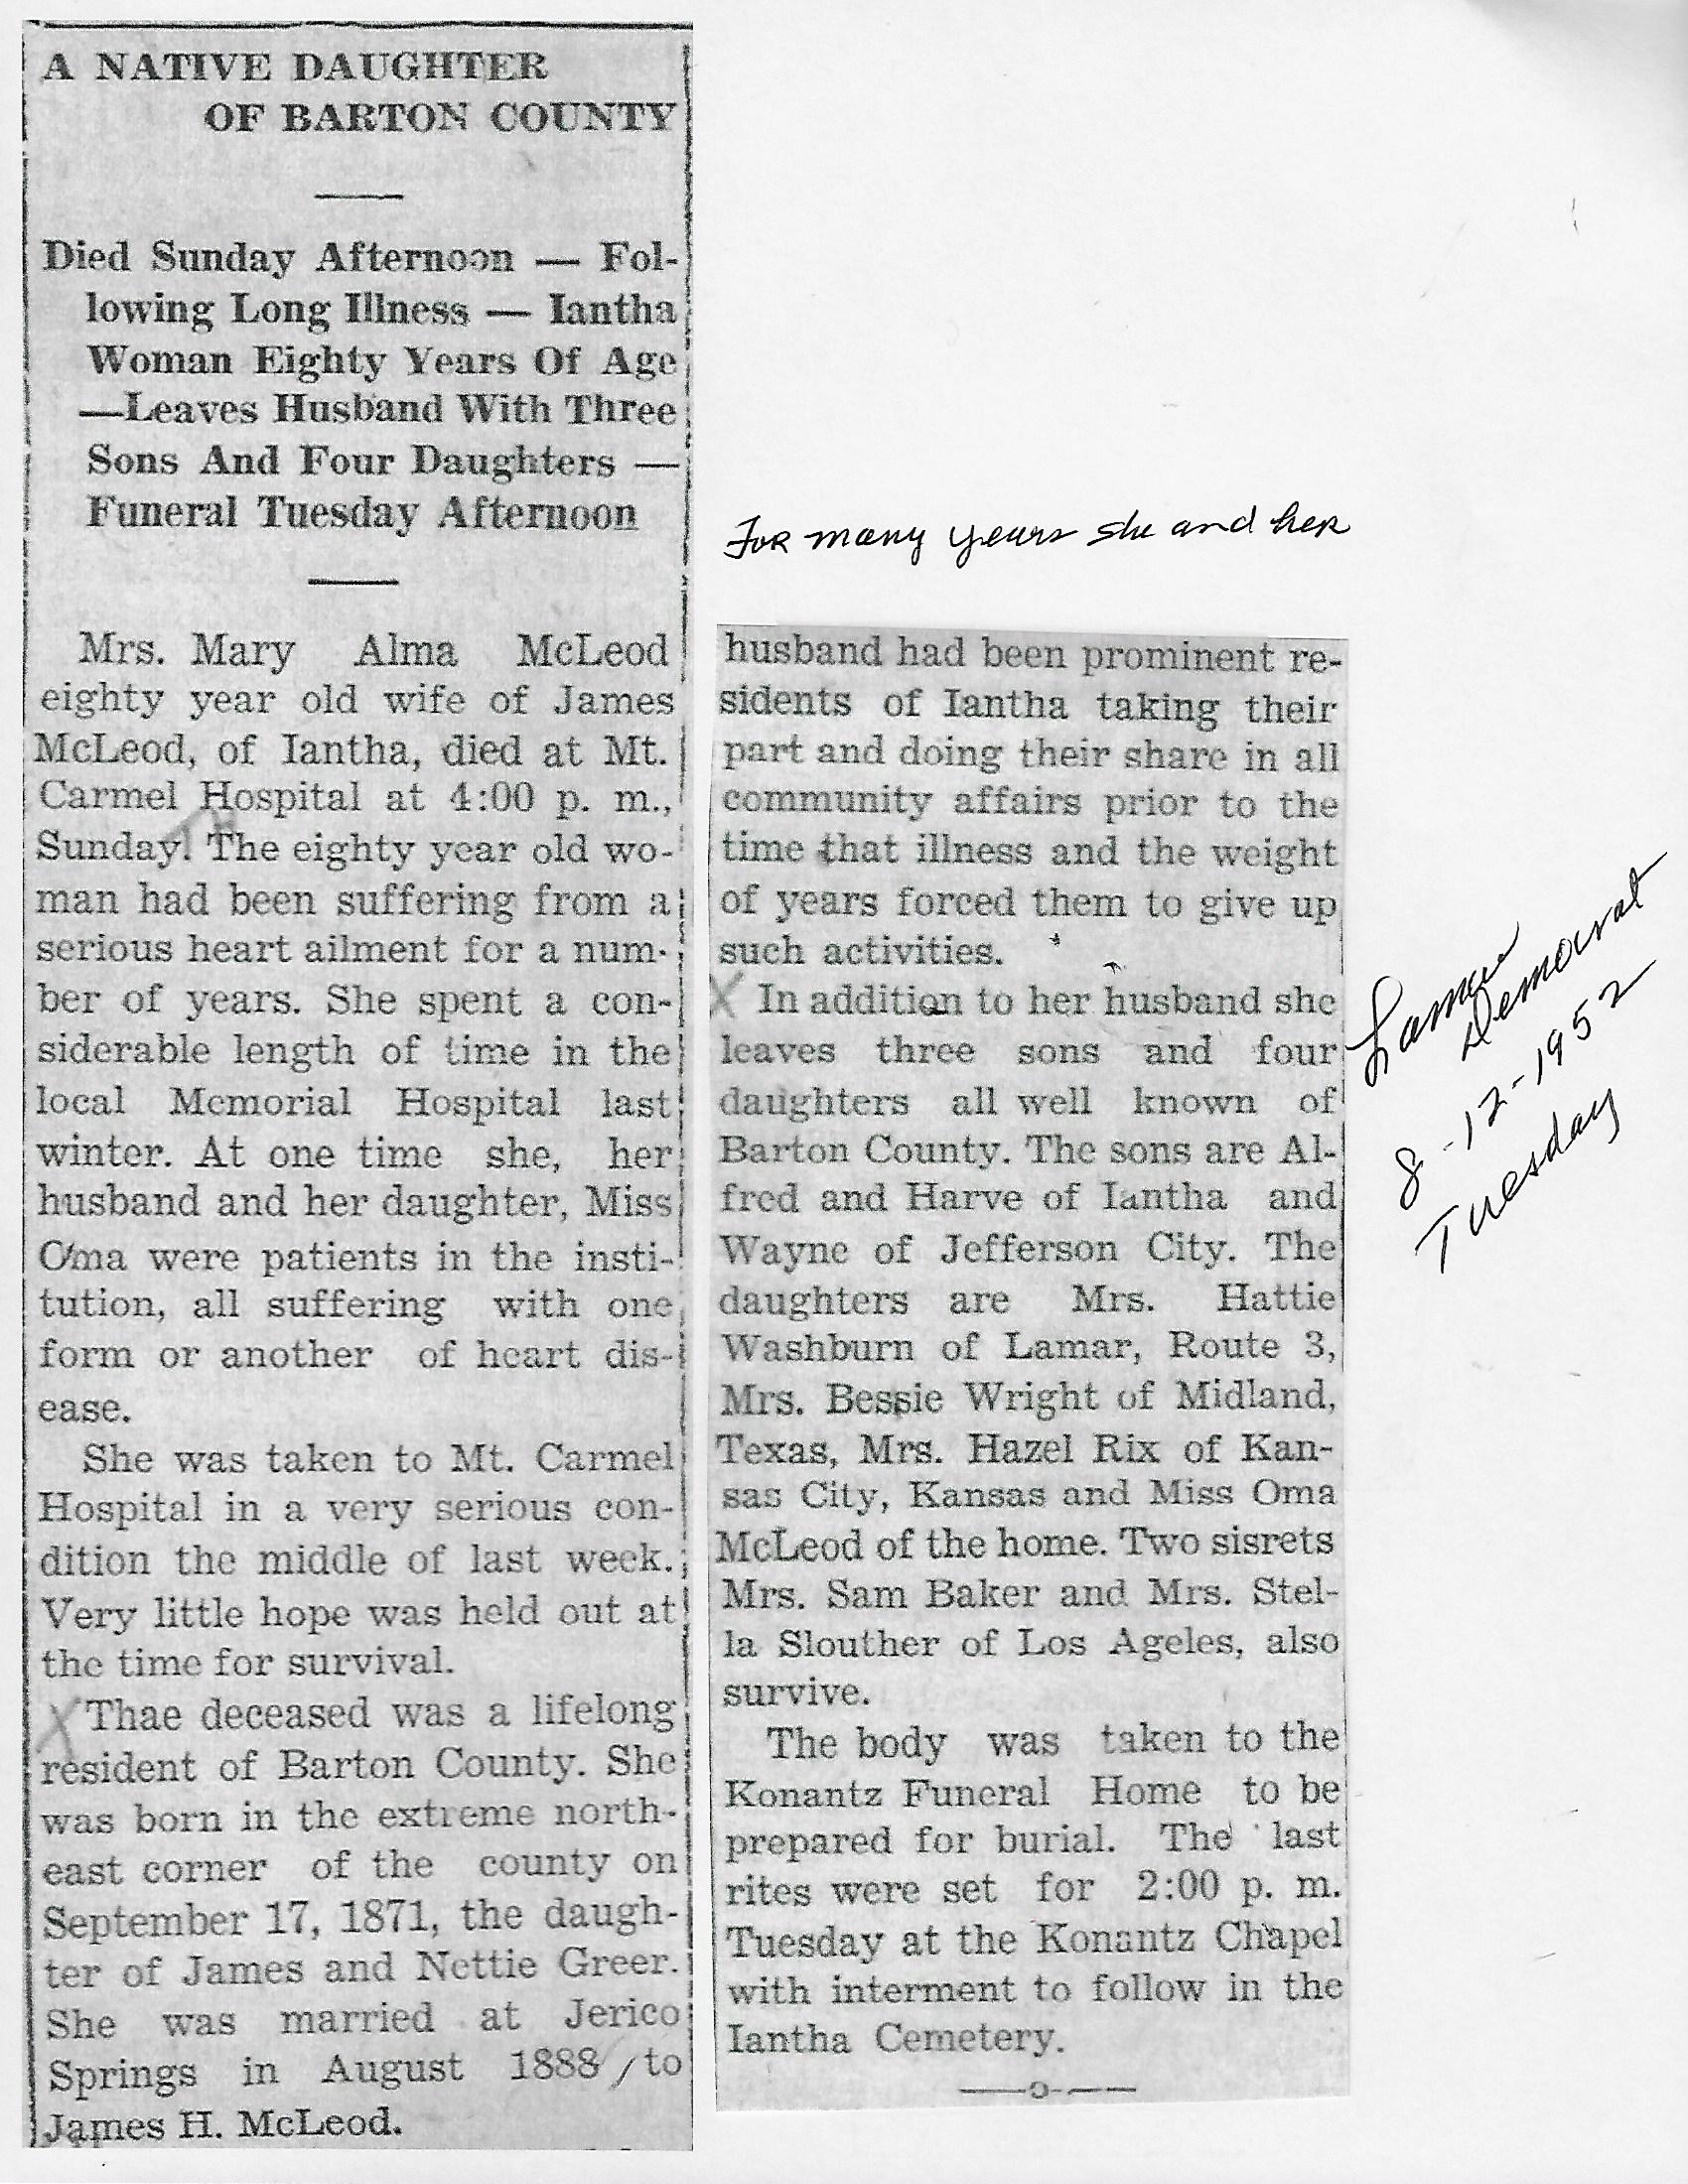 A NATIVE DAUGHTER
OF BARTON COUNTY
Died Sunday Afternoon — Fol-
lowing Long Illness — Iantha
Woman Eighty Years Of Age
—Leaves Husband With Three
Sons And Four Daughters —
Funeral Tuesday Afternoon
Mrs. Mary Alma McLeod
eighty year old wife of James
McLeod, of Iantha, died at Mt.
Carmel Hospital at 4:00 p. m.,
Sunday. The eighty year old wo-
man had been suffering from a
serious heart ailment for a num-
ber of years. She spent a con-
siderable length of time in the
local Memorial Hospital last
winter. At one time she, her
husband and her daughter, Miss
Oma were patients in the insti-
tution, all suffering with one
form or another of heart dis-
ease.
She was taken to Mt. Carmel
Hospital in a very serious con-
dition the middle of last week.
Very little hope was held out at
the time for survival.
X Thae deceased was a lifelong
resident of Barton County. She
was born in the extreme north-
east corner of the county on
September 17, 1871, the daugh-
ter of James and Nettie Greer.
She was married at Jerico
Springs in August 1888 / to
James H. McLeod.
For many years she and her
husband had been prominent re-
sidents of Iantha taking their
part and doing their share in all
community affairs prior to the
time that illness and the weight
of years forced them to give up
such activities.
X In addition to her husband she
leaves three sons and four
daughters all well known of
Barton County. The sons are Al-
fred and Harve of Iantha and
Wayne of Jefferson City. The
daughters are Mrs. Hattie
Washburn of Lamar, Route 3,
Mrs. Bessie Wright of Midland,
Texas, Mrs. Hazel Rix of Kan-
sas City, Kansas and Miss Oma
McLeod of the home. Two sisrets
Mrs. Sam Baker and Mrs. Stel-
la Slouther of Los Ageles, also
survive.
The body was taken to the
Konantz Funeral Home to be
prepared for burial. The last
rites were set for 2:00 p. m.
Tuesday at the Konantz Chapel
with interment to follow in the
Iantha Cemetery.
——o-——
Lamar
Democrat
8-12-1952
Tuesday